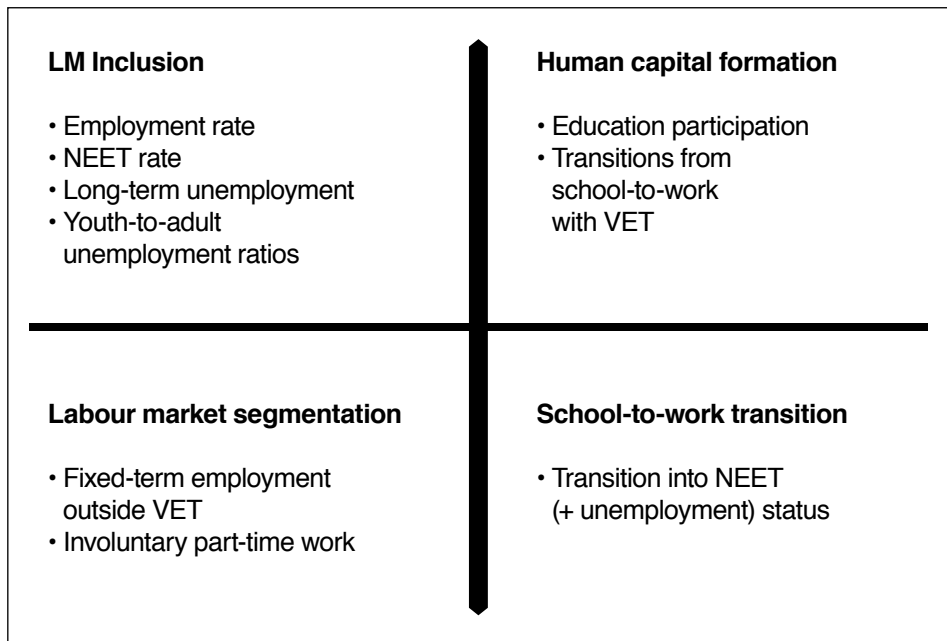 LM Inclusion
• Employment rate
• NEET rate
• Long-term unemployment
• Youth-to-adult
unemployment ratios
Human capital formation
• Education participation
• Transitions from
school-to-work
with VET
Labour market segmentation
• Fixed-term employment
outside VET
• Involuntary part-time work
School-to-work transition
• Transition into NEET
(+ unemployment) status